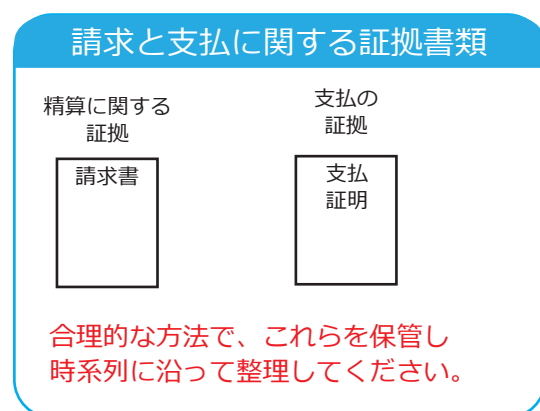 請求と支払に関する証拠書類
精算に関する
証拠
請求書
支払の
証拠
支払
証明
合理的な方法で、これらを保管し
時系列に沿って整理してください。